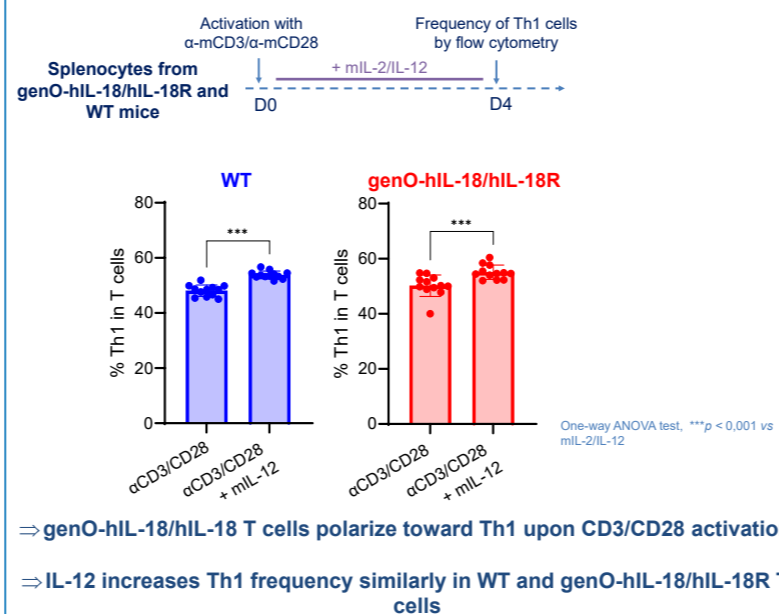 Activation with
α-mCD3/α-mCD28
Frequency of Th1 cells
by flow cytometry
+ mIL-2/IL-12
Splenocytes from
genO-hIL-18/hIL-18R and
WT mice
D0
D4
WT
genO-hIL-18/hIL-18R
% Th1 in T cells
80
60
40
20
0
***
αCD3/CD28
αCD3/CD28
+ mIL-12
% Th1 in T cells
80
60
40
20
0
***
αCD3/CD28
αCD3/CD28
+ mIL-12
One-way ANOVA test, ***p < 0,001 vs
mIL-2/IL-12
⇒ genO-hIL-18/hIL-18 T cells polarize toward Th1 upon CD3/CD28 activatio
⇒ IL-12 increases Th1 frequency similarly in WT and genO-hIL-18/hIL-18R T
cells